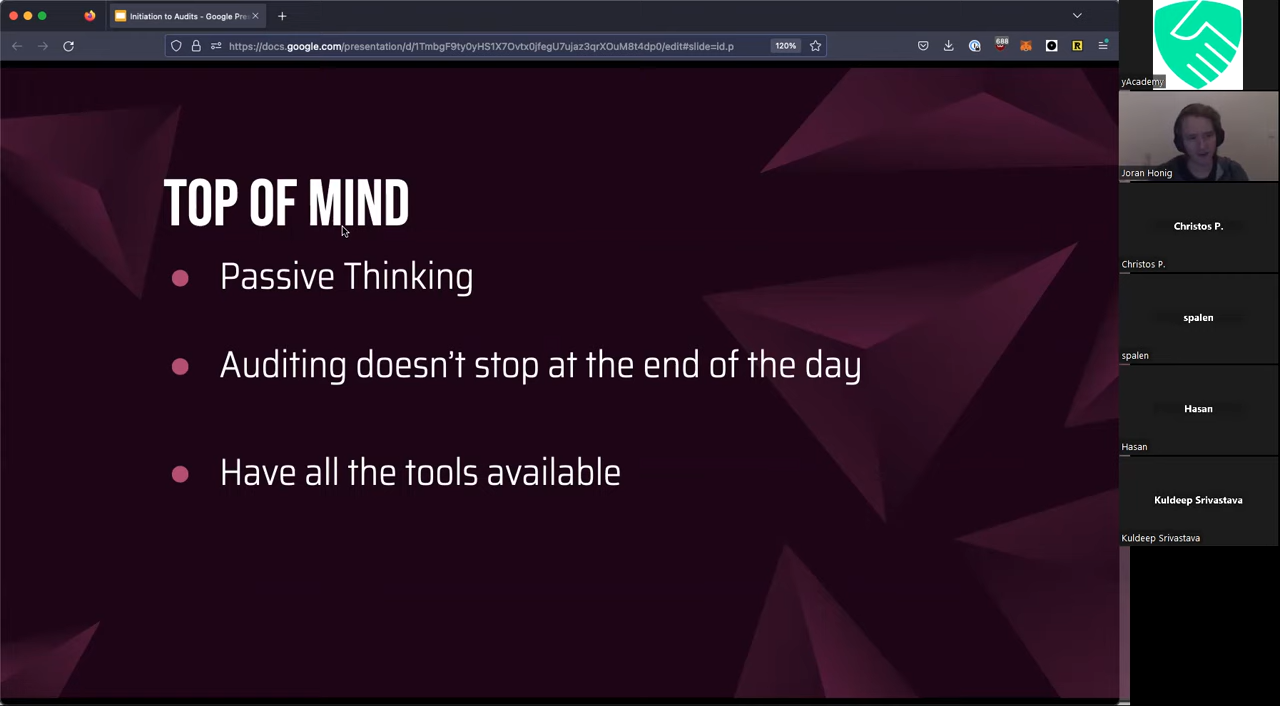 Initiation to Audits - Google Pre
https://docs.google.com/presentation/d/1TmbgF9ty0yHS1X7Ovtx0jfegU7ujaz3qrXOuM8t4dp0/edit#slide=id.p
120%
688
R
TOP OF MIND
Passive Thinking
Auditing doesn't stop at the end of the day
Have all the tools available
yAcademy
Joran Honig
Christos P.
Christos P.
spalen
spalen
Hasan
Hasan
Kuldeep Srivastava
Kuldeep Srivastava